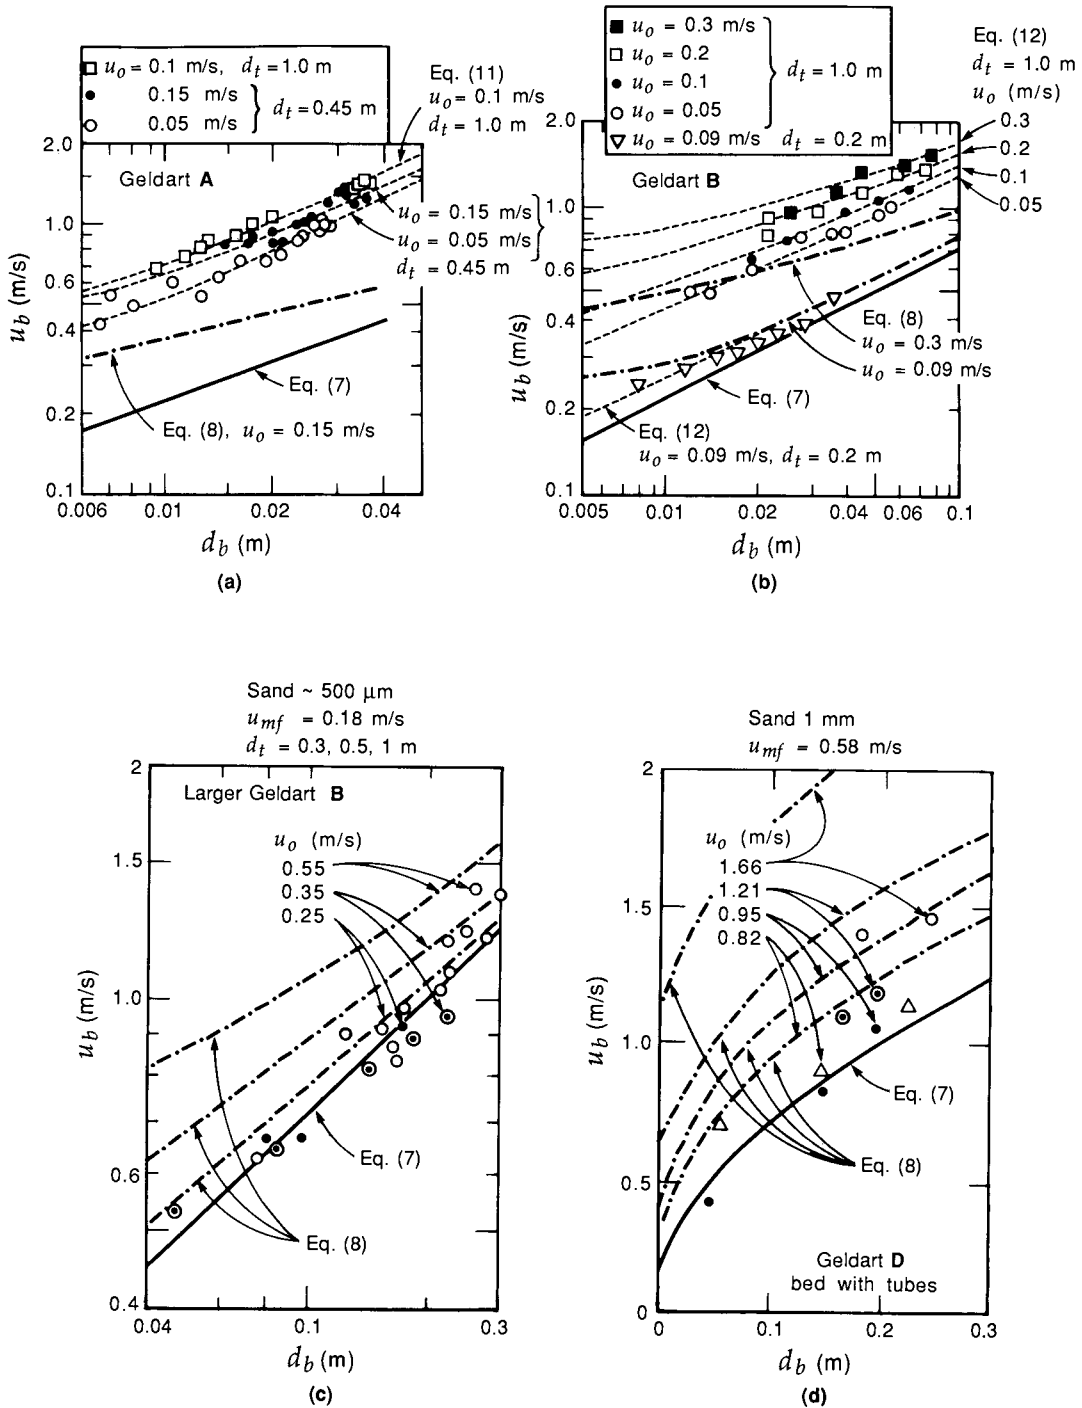 u_o = 0.1 m/s, d_t = 1.0 m
0.15 m/s
0.05 m/s
d_t = 0.45 m
Eq. (11)
u_o = 0.1 m/s
d_t = 1.0 m
Geldart A
u_o = 0.15 m/s
u_o = 0.05 m/s
d_t = 0.45 m
Eq. (7)
Eq. (8), u_o = 0.15 m/s
2.0
1.0
0.8
0.6
0.4
0.2
0.1
u_b (m/s)
0.006
0.01
0.02
0.04
d_b (m)
(a)
u_o = 0.3 m/s
u_o = 0.2
u_o = 0.1
u_o = 0.05
d_t = 1.0 m
u_o = 0.09 m/s
d_t = 0.2 m
Eq. (12)
d_t = 1.0 m
u_o (m/s)
0.3
0.2
0.1
0.05
Geldart B
Eq. (8)
u_o = 0.3 m/s
u_o = 0.09 m/s
Eq. (7)
Eq. (12)
u_o = 0.09 m/s, d_t = 0.2 m
2.0
1.0
0.8
0.6
0.4
0.2
0.1
u_b (m/s)
0.005
0.01
0.02
0.04
0.06
0.1
d_b (m)
(b)
Sand ~ 500 μm
u_mf = 0.18 m/s
d_t = 0.3, 0.5, 1 m
Larger Geldart B
u_o (m/s)
0.55
0.35
0.25
Eq. (7)
Eq. (8)
2
1.5
1.0
0.6
0.4
u_b (m/s)
0.04
0.1
0.3
d_b (m)
(c)
Sand 1 mm
u_mf = 0.58 m/s
u_o (m/s)
1.66
1.21
0.95
0.82
Eq. (7)
Eq. (8)
Geldart D
bed with tubes
2
1.5
1.0
0.5
0
u_b (m/s)
0
0.1
0.2
0.3
d_b (m)
(d)